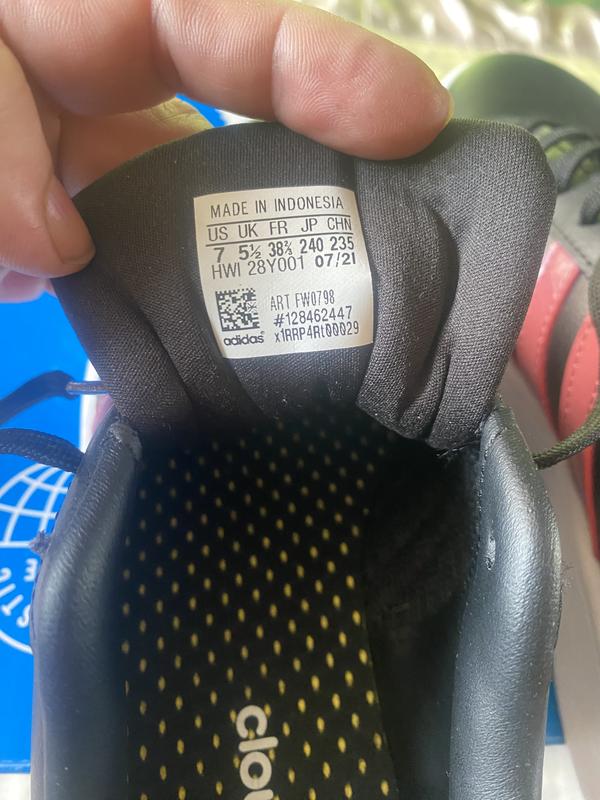 MADE IN INDONESIA
US UK FR JP CHN
7 5½ 38⅔ 240 235
HWI 28Y001 07/21
ART FW0798
#128462447
x1RRP4RL00029
adidas®
clou